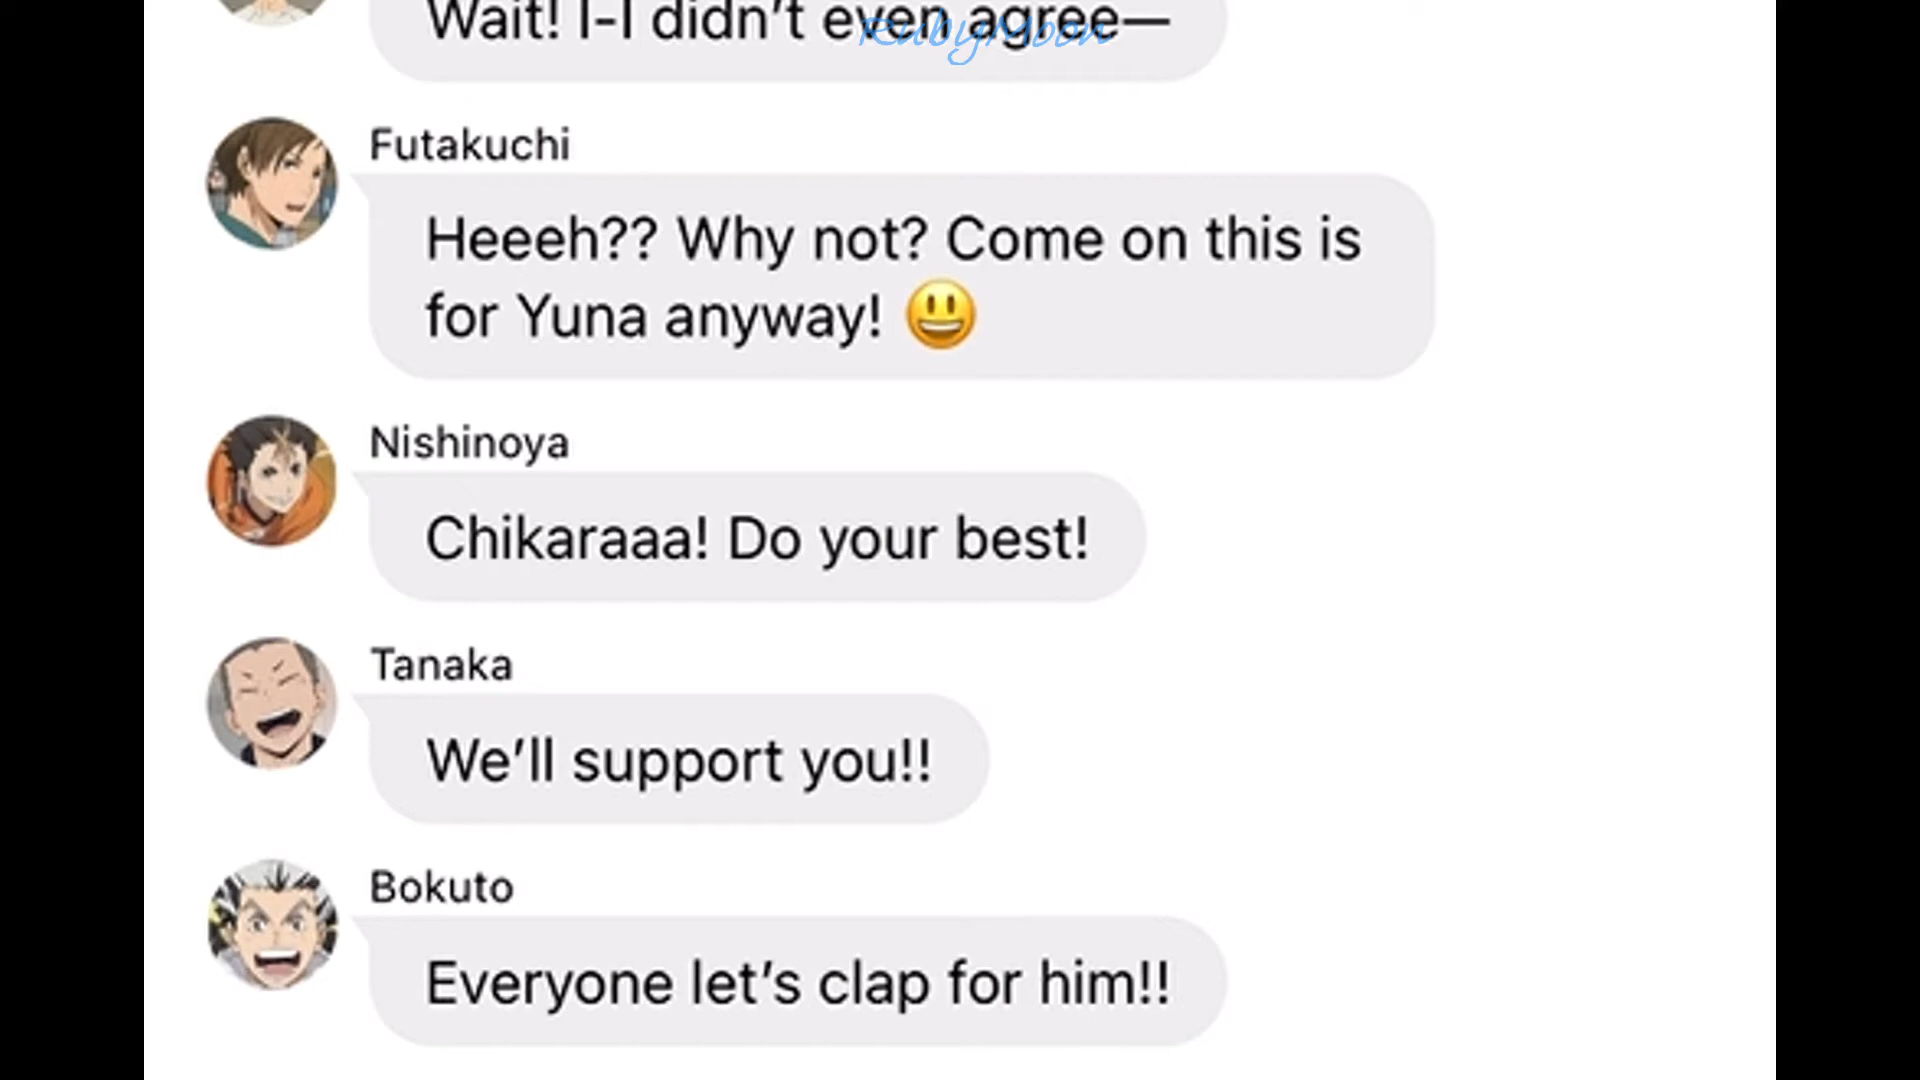 Wait! I-I didn't even agree—
RubyMoon
Futakuchi
Heeeh?? Why not? Come on this is
for Yuna anyway! 😃
Nishinoya
Chikaraaa! Do your best!
Tanaka
We'll support you!!
Bokuto
Everyone let's clap for him!!